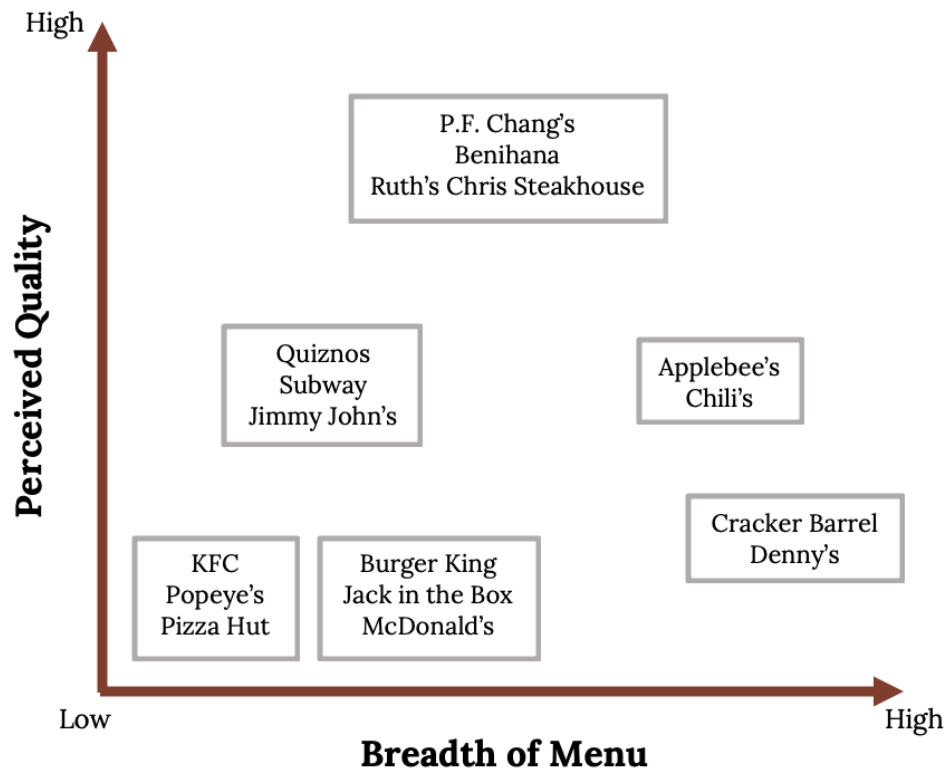 High
P.F. Chang’s
Benihana
Ruth’s Chris Steakhouse
Perceived Quality
Quiznos
Subway
Jimmy John’s
Applebee’s
Chili’s
Cracker Barrel
Denny’s
KFC
Popeye’s
Pizza Hut
Burger King
Jack in the Box
McDonald’s
Low
High
Breadth of Menu